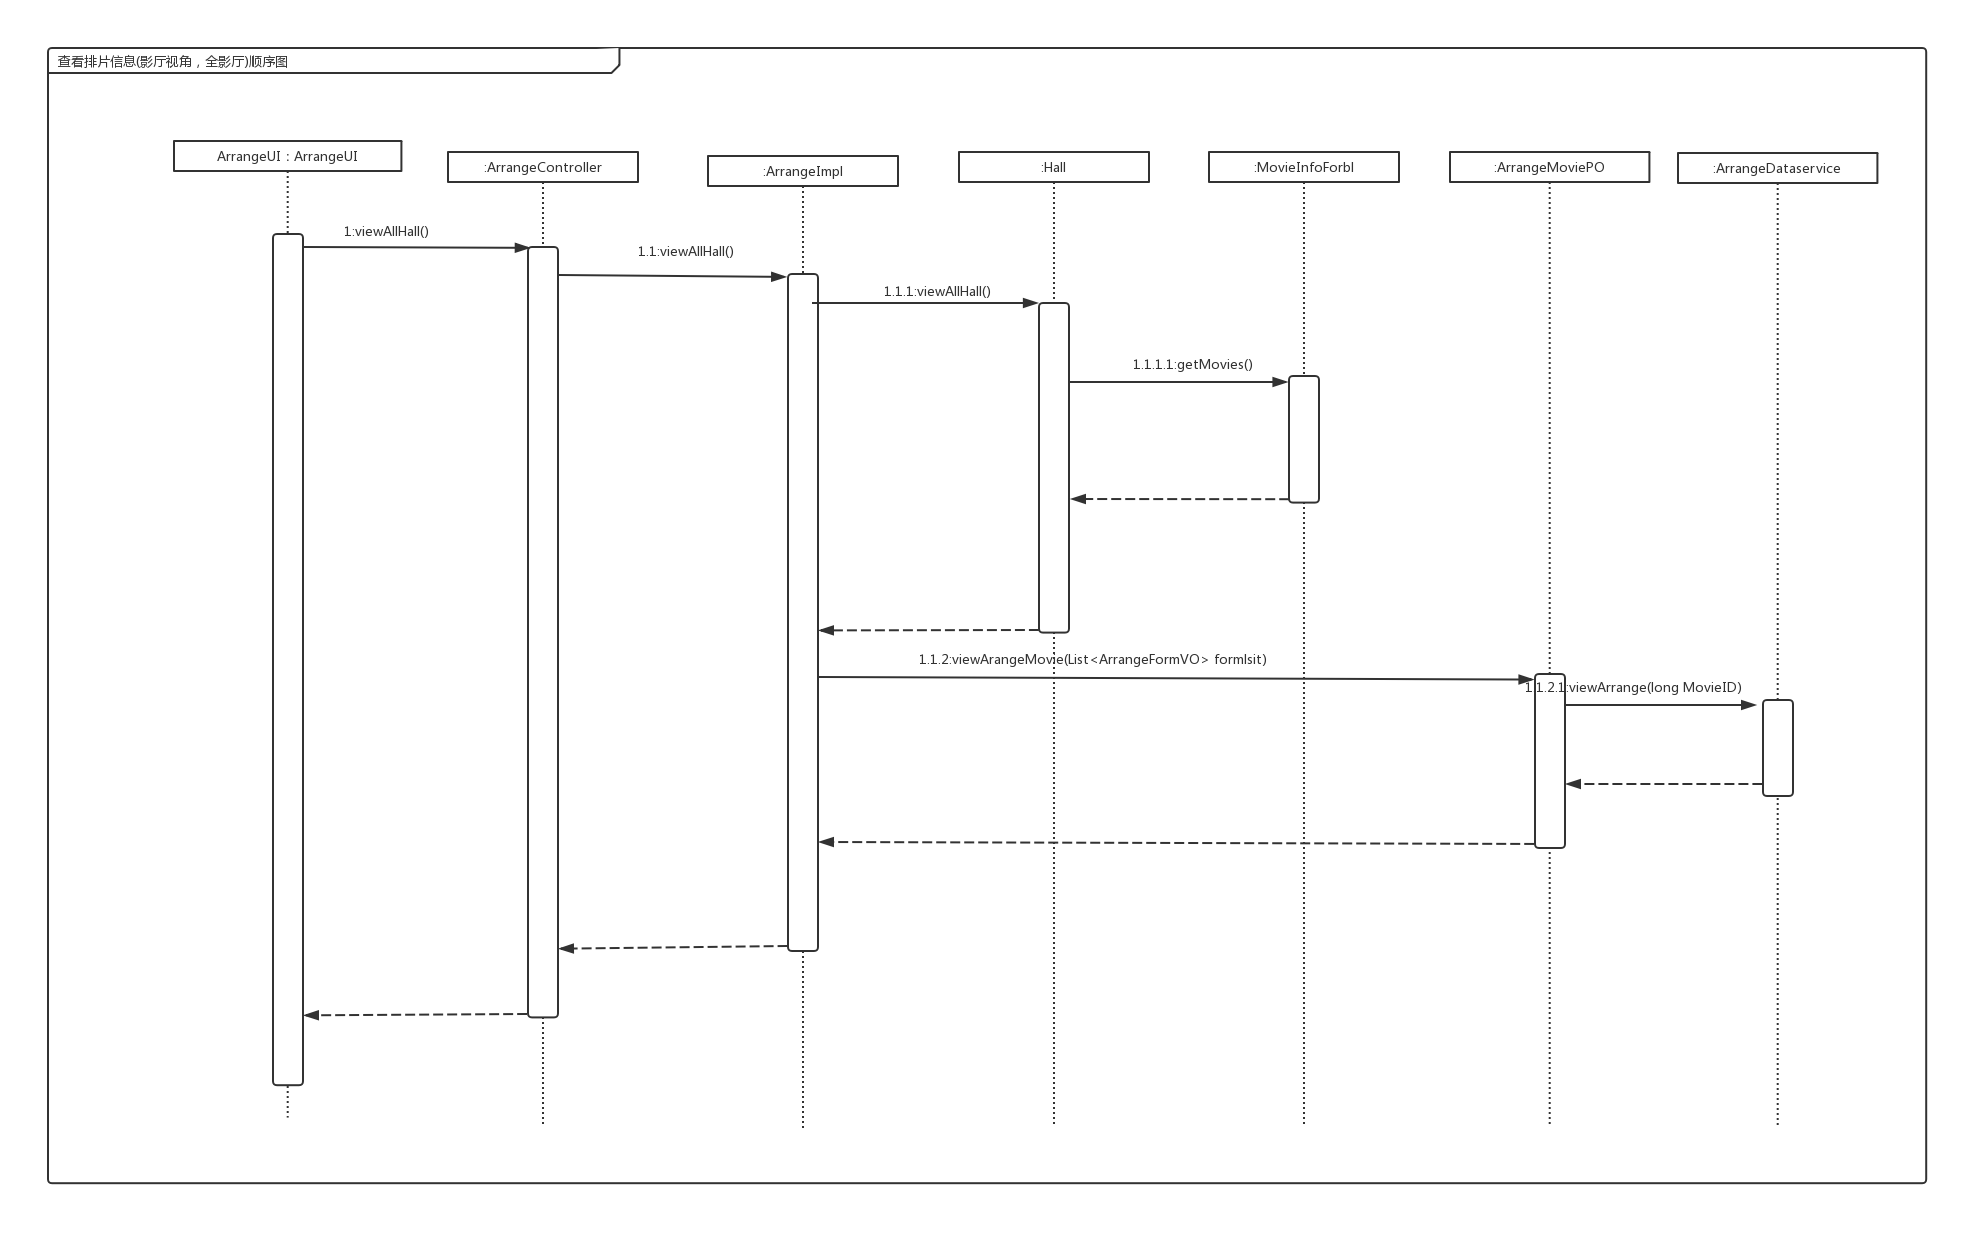 查看排片信息(影厅视角，全影厅)顺序图
ArrangeUI：ArrangeUI
:ArrangeController
:ArrangeImpl
:Hall
:MovieInfoForbl
:ArrangeMoviePO
:ArrangeDataservice
1:viewAllHall()
1.1:viewAllHall()
1.1.1:viewAllHall()
1.1.1.1:getMovies()
1.1.2:viewArangeMovie(List<ArrangeFormVO> formlsit)
1.1.2.1:viewArrange(long MovieID)